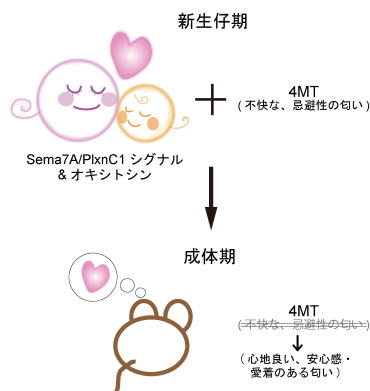 新生仔期
4MT
( 不快な、忌避性の匂い )
Sema7A/PlxnC1 シグナル
& オキシトシン
成体期
4MT
( 不快な、忌避性の匂い )
( 心地良い、安心感・
愛着のある匂い )